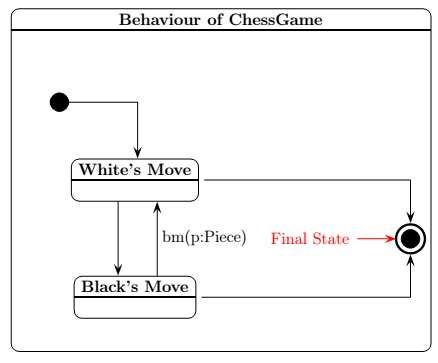 Behaviour of ChessGame
White's Move
bm(p:Piece)
Final State
Black's Move